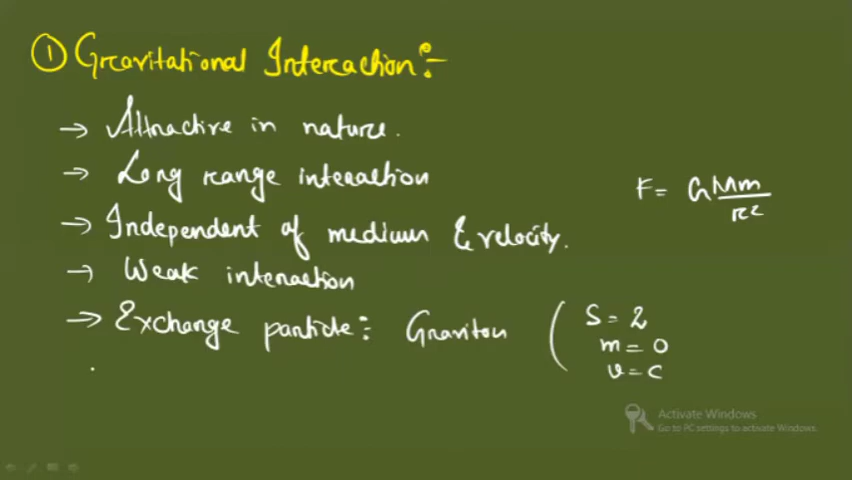 ① Gravitational Interaction:-
→ Attractive in nature.
→ Long range interaction
F = GMm/r²
→ Independent of medium & velocity.
→ Weak interaction
→ Exchange particle: Graviton ( S = 2
m = 0
v = c
Activate Windows
Go to PC settings to activate Windows.